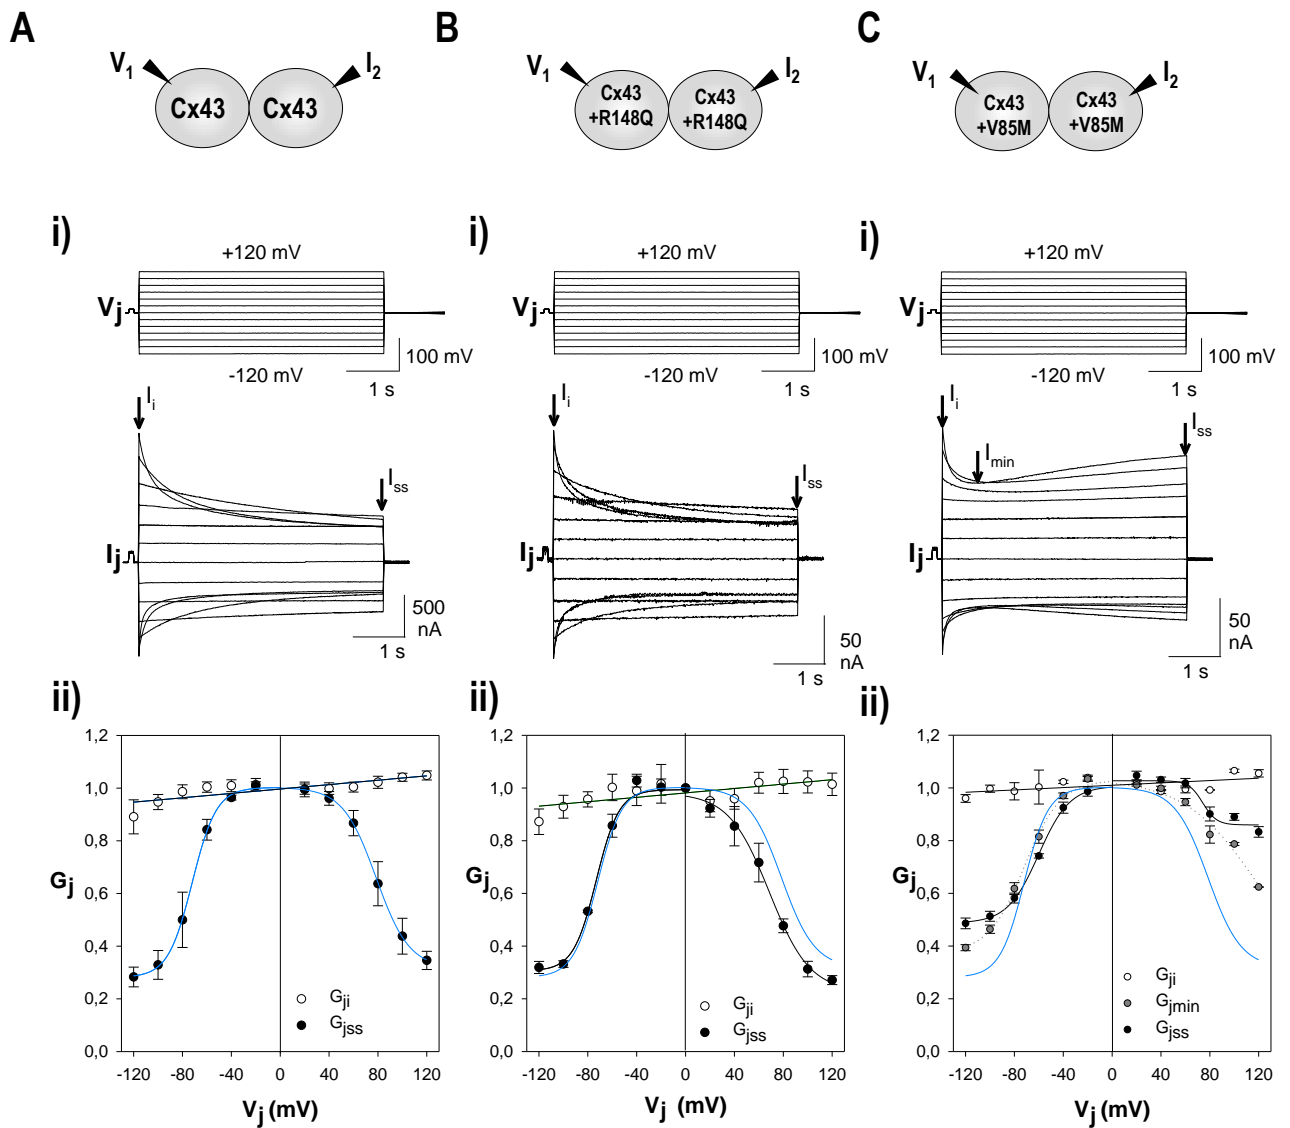 A B C
V1 I2 V1 I2 V1 I2
Cx43 Cx43
Cx43 +R148Q Cx43 +R148Q
Cx43 +V85M Cx43 +V85M
i) i) i)
+120 mV +120 mV +120 mV
Vj Vj Vj
100 mV 100 mV 100 mV
-120 mV 1 s -120 mV 1 s -120 mV 1 s
Ii Ii Ii
Iss Iss Imin Iss
Ij Ij Ij
500 nA 50 nA 50 nA
1 s 1 s 1 s
ii) ii) ii)
1,2 1,2 1,2
1,0 1,0 1,0
0,8 0,8 0,8
Gj Gj Gj
0,6 0,6 0,6
0,4 0,4 0,4
0,2 0,2 0,2
0,0 0,0 0,0
Gji Gjss
Gji Gjss
Gji Gjmin Gjss
-120 -80 -40 0 40 80 120 -120 -80 -40 0 40 80 120 -120 -80 -40 0 40 80 120
Vj (mV) Vj (mV) Vj (mV)